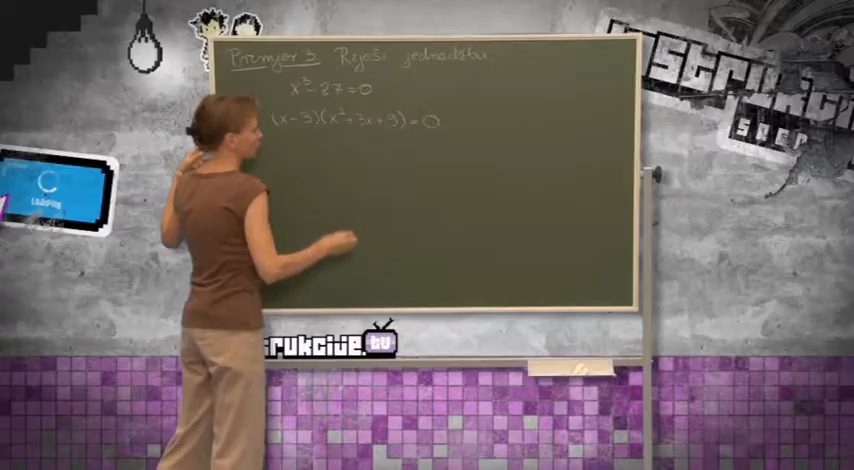 Primjer 3. Riješi jednadžbu.
x³-27=0
(x-3)(x²+3x+9)=0
Loading
strukcije.tv